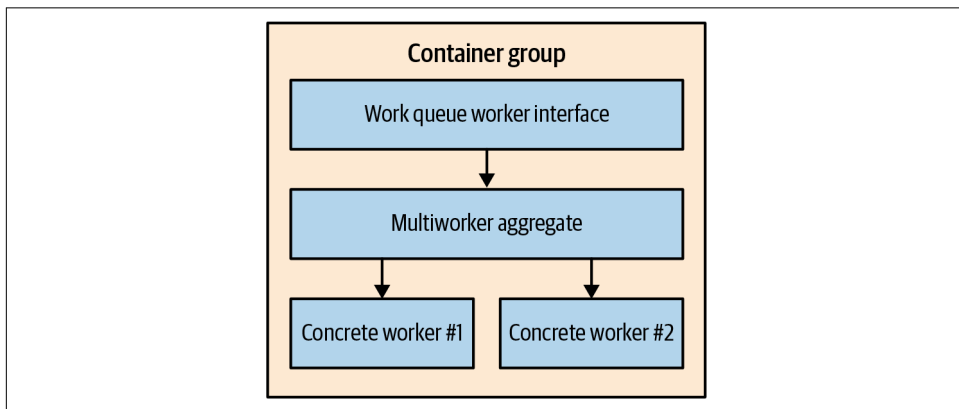 Container group
Work queue worker interface
Multiworker aggregate
Concrete worker #1
Concrete worker #2